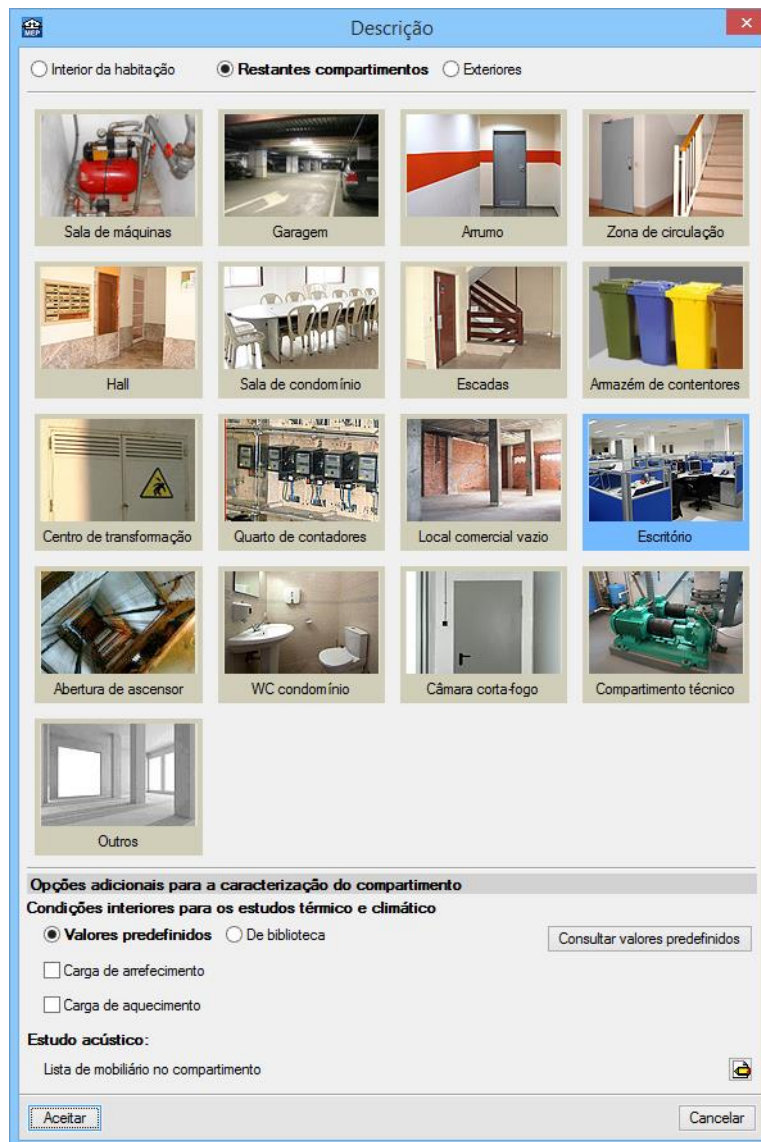 MEP
Descrição
Interior da habitação Restantes compartimentos Exteriores
Sala de máquinas Garagem Arrumo Zona de circulação
Hall Sala de condomínio Escadas Armazém de contentores
Centro de transformação Quarto de contadores Local comercial vazio Escritório
Abertura de ascensor WC condomínio Câmara corta-fogo Compartimento técnico
Outros
Opções adicionais para a caracterização do compartimento
Condições interiores para os estudos térmico e climático
Valores predefinidos De biblioteca Consultar valores predefinidos
Carga de arrefecimento
Carga de aquecimento
Estudo acústico:
Lista de mobiliário no compartimento
Aceitar Cancelar